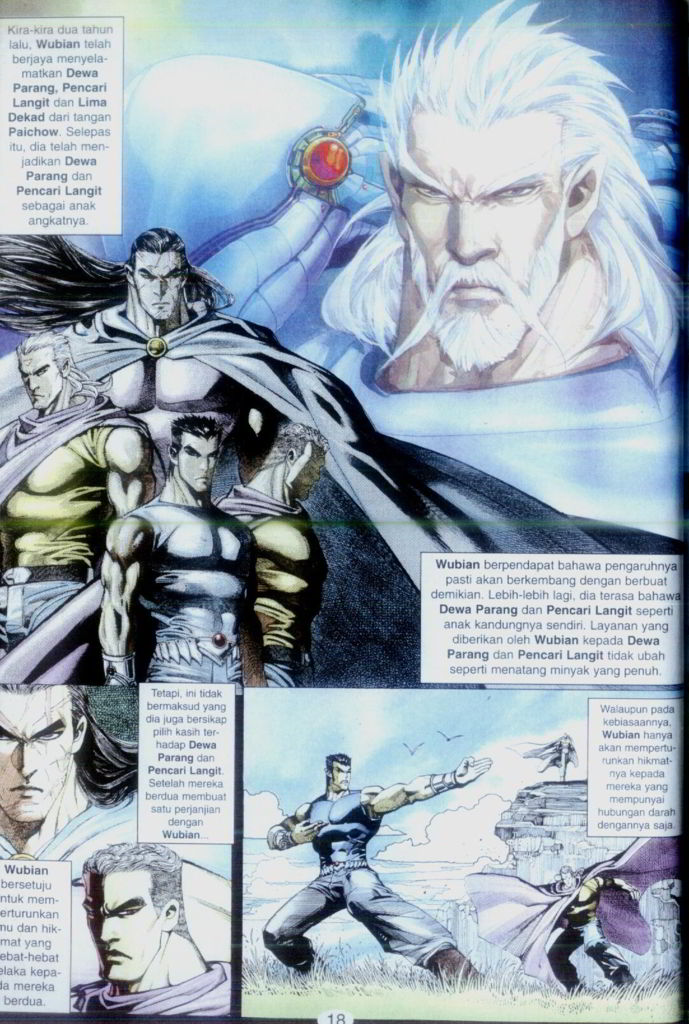 Kira-kira dua tahun
lalu, Wubian telah
berjaya menyela-
matkan Dewa
Parang, Pencari
Langit dan Lima
Dekad dari tangan
Paichow. Selepas
itu, dia telah men-
jadikan Dewa
Parang dan
Pencari Langit
sebagai anak
angkatnya.
Wubian berpendapat bahawa pengaruhnya
pasti akan berkembang dengan berbuat
demikian. Lebih-lebih lagi, dia terasa bahawa
Dewa Parang dan Pencari Langit seperti
anak kandungnya sendiri. Layanan yang
diberikan oleh Wubian kepada Dewa
Parang dan Pencari Langit tidak ubah
seperti menatang minyak yang penuh.
Tetapi, ini tidak
bermaksud yang
dia juga bersikap
pilih kasih ter-
hadap Dewa
Parang dan
Pencari Langit.
Setelah mereka
berdua membuat
satu perjanjian
dengan
Wubian...
Wubian
bersetuju
ntuk mem-
erturunkan
mu dan hik-
mat yang
ebat-hebat
elaka kepa-
da mereka
berdua.
Walaupun pada
kebiasaannya,
Wubian hanya
akan mempertu-
runkan hikmat-
nya kepada
mereka yang
mempunyai
hubungan darah
dengannya saja.
18